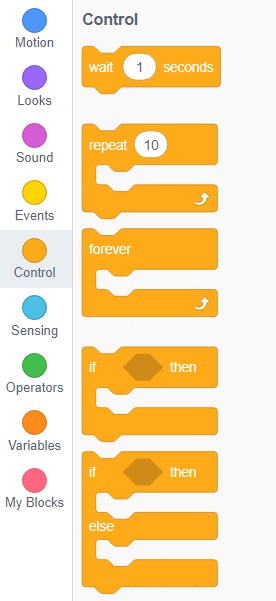 Motion
Looks
Sound
Events
Control
Sensing
Operators
Variables
My Blocks
Control
wait 1 seconds
repeat 10
forever
if then
if then
else